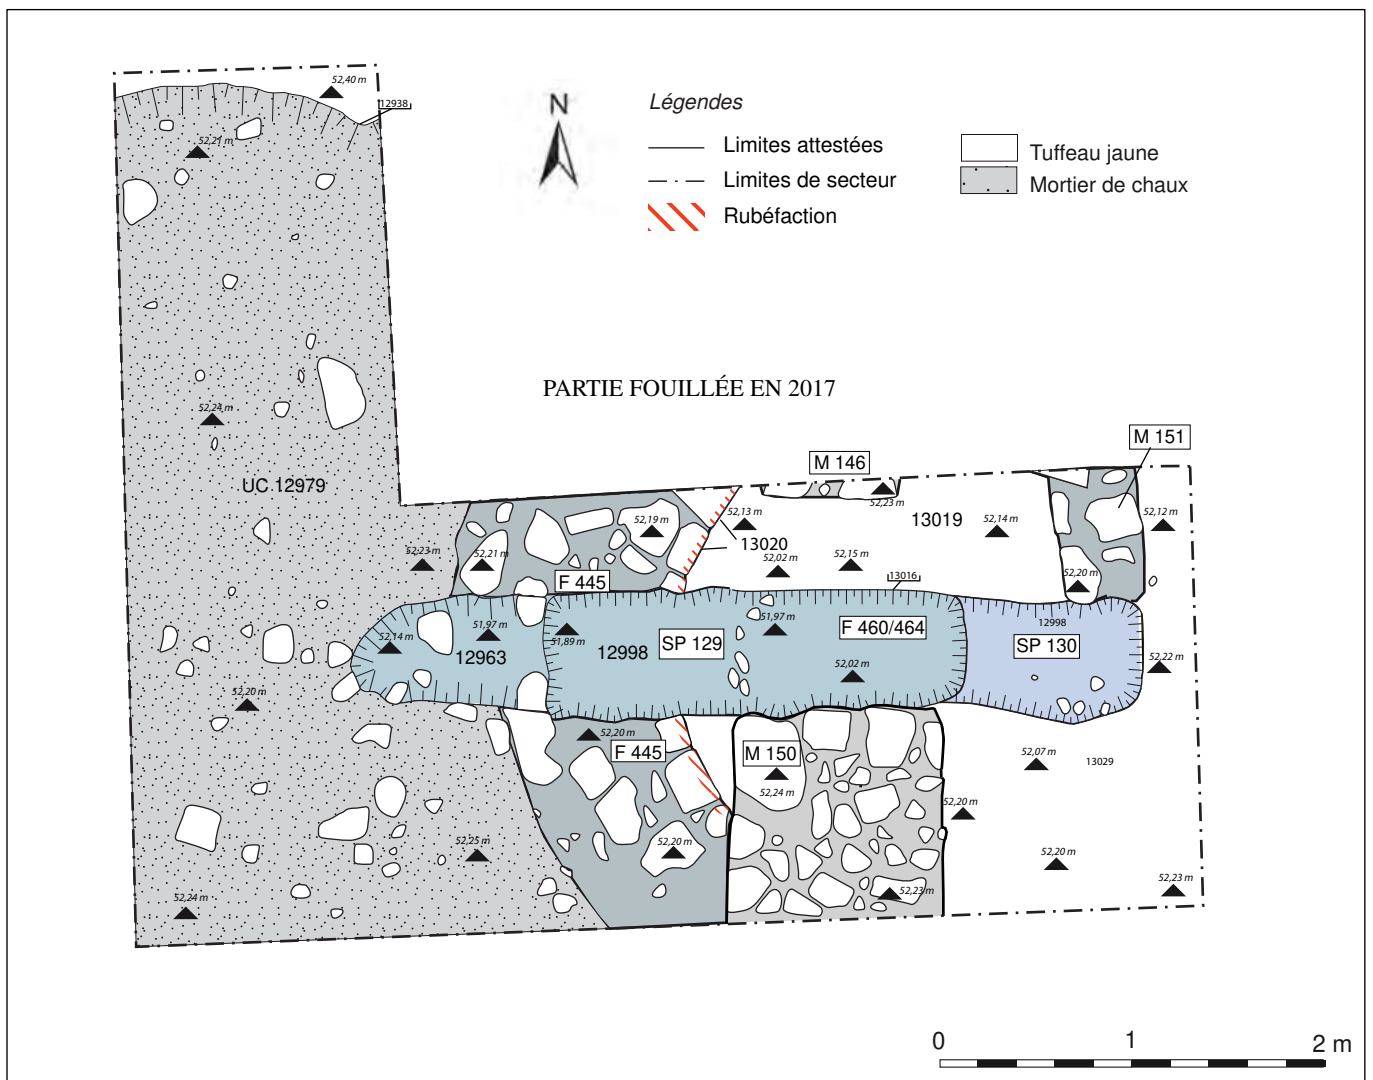 52,40 m
12938
52,21 m
N
Légendes
Limites attestées
Limites de secteur
Rubéfaction
Tuffeau jaune
Mortier de chaux
PARTIE FOUILLÉE EN 2017
52,24 m
UC 12979
M 151
M 146
52,23 m
52,19 m
52,13 m
13019
52,14 m
52,12 m
13020
52,23 m
52,21 m
52,02 m
52,15 m
F 445
13016
52,20 m
52,14 m
51,97 m
12963
51,89 m
12998
SP 129
51,97 m
F 460/464
52,02 m
12998
SP 130
52,22 m
52,20 m
52,20 m
F 445
M 150
52,24 m
52,07 m
13029
52,20 m
52,25 m
52,20 m
52,20 m
52,24 m
52,23 m
52,23 m
0 1 2 m